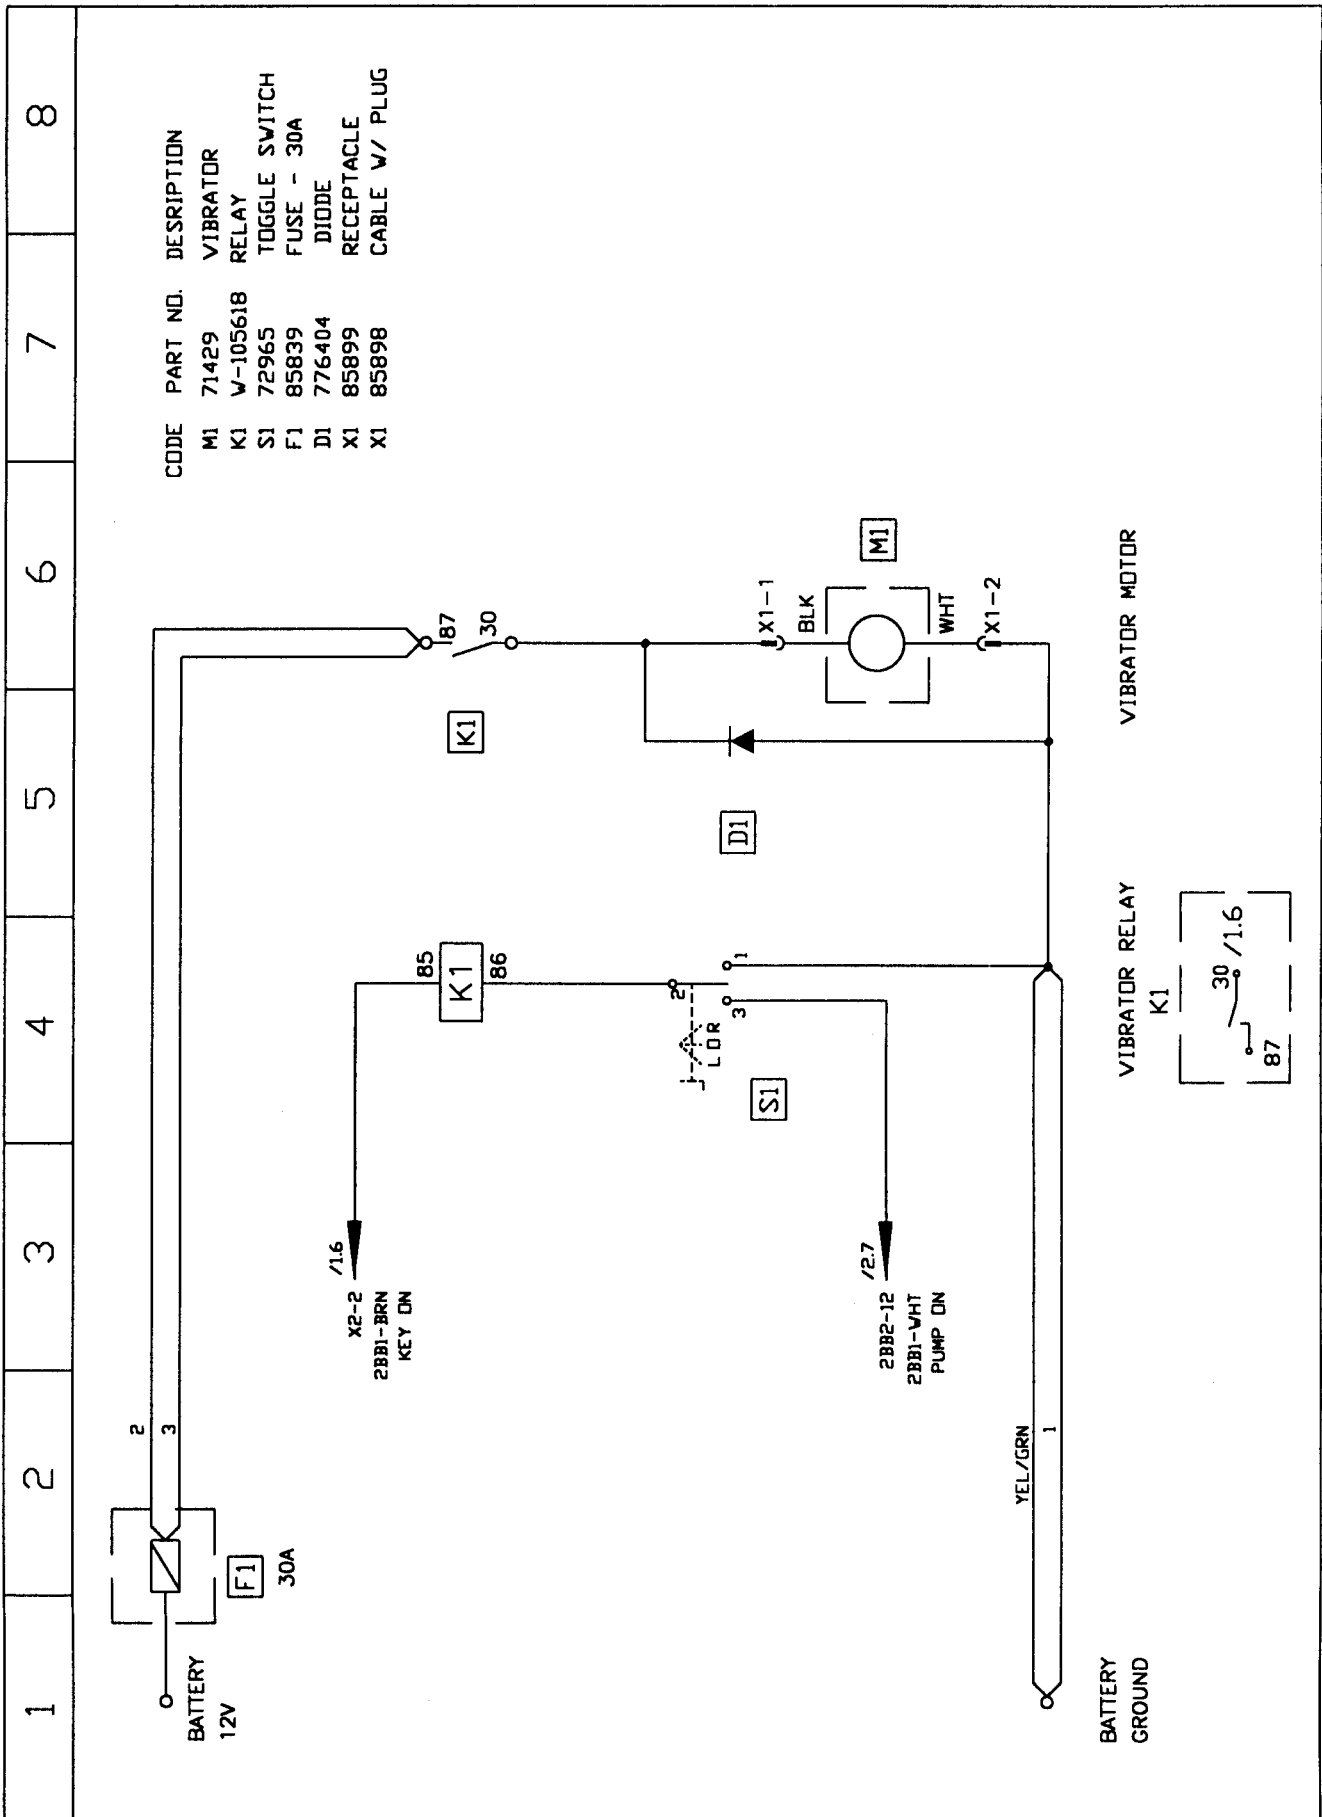 1
2
3
4
5
6
7
8
CODE PART NO. DESRIPTION
M1 71429 VIBRATOR
K1 W-105618 RELAY
S1 72965 TOGGLE SWITCH
F1 85839 FUSE - 30A
D1 776404 DIODE
X1 85899 RECEPTACLE
X1 85898 CABLE W/ PLUG
BATTERY
12V
F1
30A
2
3
87
30
K1
X2-2 /1.6
2BB1-BRN
KEY ON
85
K1
86
2
L O R
3
1
S1
D1
X1-1
BLK
M1
WHT
X1-2
2BB2-12 /2.7
2BB1-WHT
PUMP ON
YEL/GRN
1
BATTERY
GROUND
VIBRATOR RELAY
K1
30 /1.6
87
VIBRATOR MOTOR